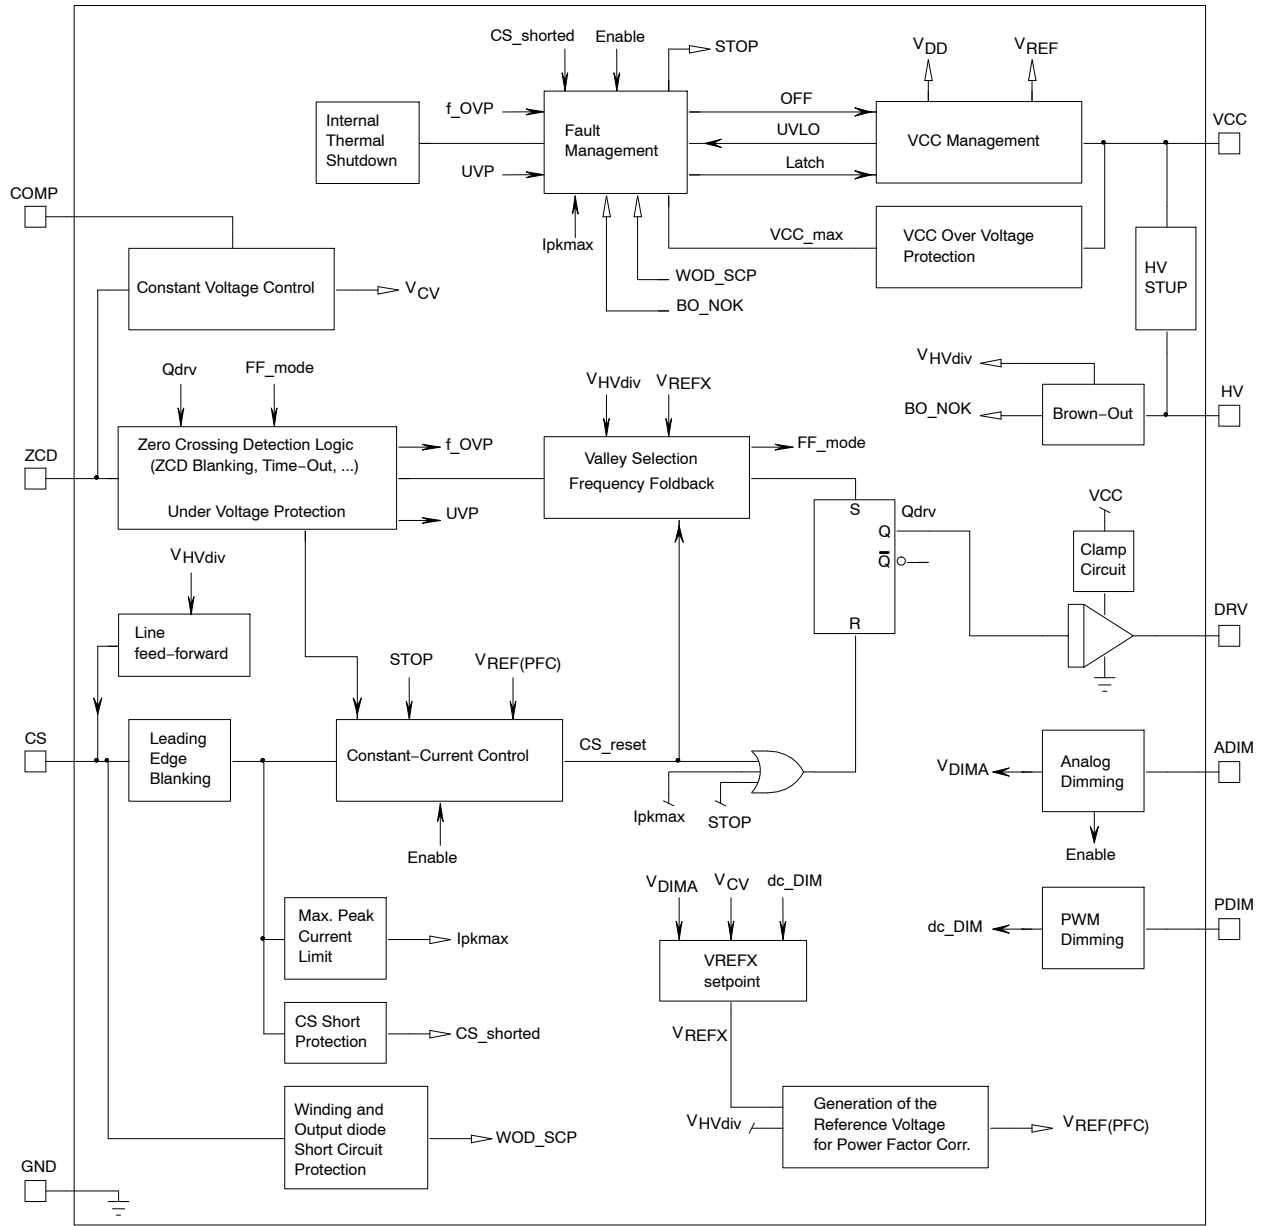 CS_shorted
Enable
STOP
VDD
VREF
f_OVP
UVP
Internal
Thermal
Shutdown
Fault
Management
OFF
UVLO
Latch
VCC Management
VCC
COMP
Ipkmax
VCC_max
VCC Over Voltage
Protection
WOD_SCP
BO_NOK
HV
STUP
Constant Voltage Control
VCV
Qdrv
FF_mode
VHVdiv
VREFX
VHVdiv
BO_NOK
Brown-Out
HV
ZCD
Zero Crossing Detection Logic
(ZCD Blanking, Time-Out, ...)
Under Voltage Protection
f_OVP
UVP
Valley Selection
Frequency Foldback
FF_mode
S
Qdrv
Q
Q̅
R
VCC
Clamp
Circuit
DRV
VHVdiv
Line
feed-forward
STOP
VREF(PFC)
CS
Leading
Edge
Blanking
Constant-Current Control
CS_reset
Ipkmax
STOP
Enable
VDIMA
Analog
Dimming
ADIM
Enable
Max. Peak
Current
Limit
Ipkmax
VDIMA
VCV
dc_DIM
VREFX
setpoint
dc_DIM
PWM
Dimming
PDIM
CS Short
Protection
CS_shorted
VREFX
Winding and
Output diode
Short Circuit
Protection
WOD_SCP
VHVdiv
Generation of the
Reference Voltage
for Power Factor Corr.
VREF(PFC)
GND